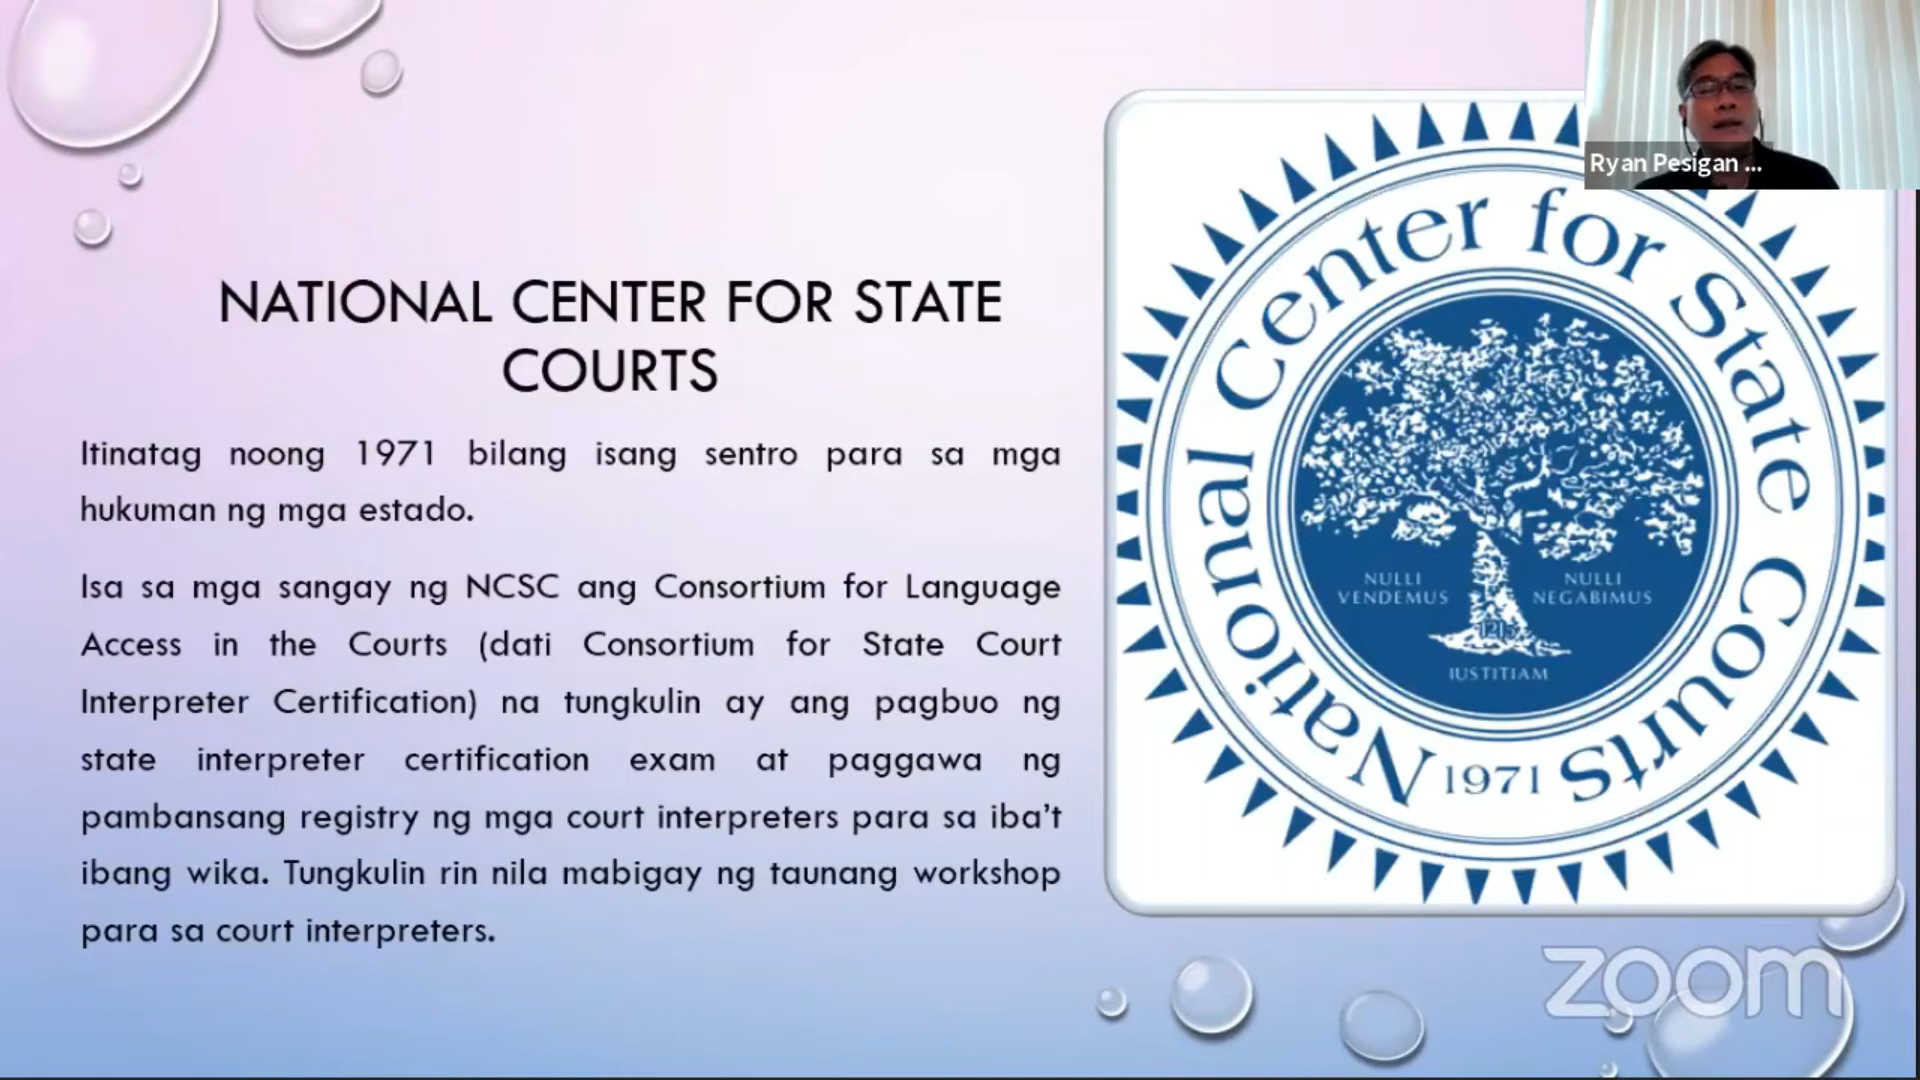 NATIONAL CENTER FOR STATE
COURTS
Itinatag noong 1971 bilang isang sentro para sa mga
hukuman ng mga estado.
Isa sa mga sangay ng NCSC ang Consortium for Language
Access in the Courts (dati Consortium for State Court
Interpreter Certification) na tungkulin ay ang pagbuo ng
state interpreter certification exam at paggawa ng
pambansang registry ng mga court interpreters para sa iba't
ibang wika. Tungkulin rin nila mabigay ng taunang workshop
para sa court interpreters.
Ryan Pesigan ...
National Center for State Courts
NULLI
VENDEMUS
NULLI
NEGABIMUS
1215
IUSTITIAM
1971
zoom